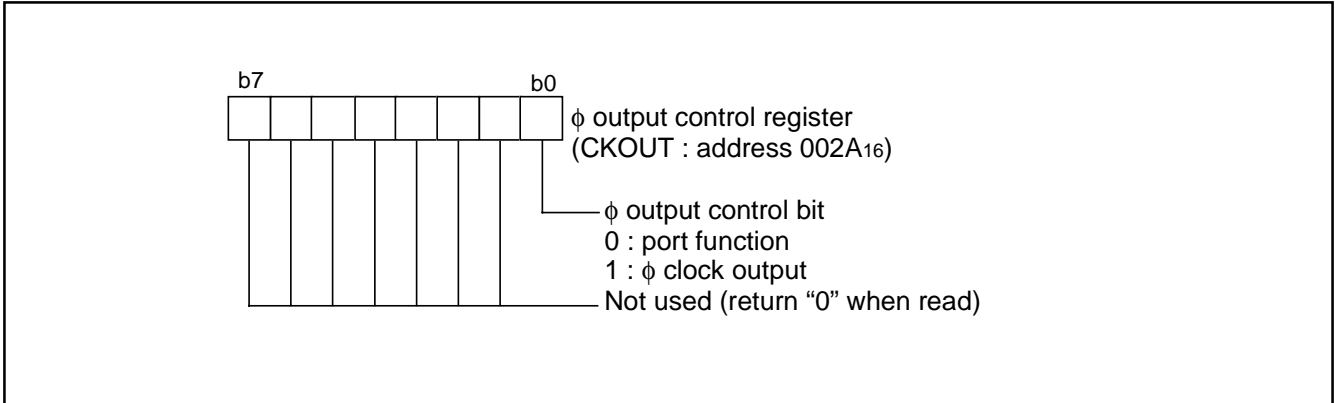 b7 b0
ϕ output control register
(CKOUT : address 002A16)
ϕ output control bit
0 : port function
1 : ϕ clock output
Not used (return “0” when read)